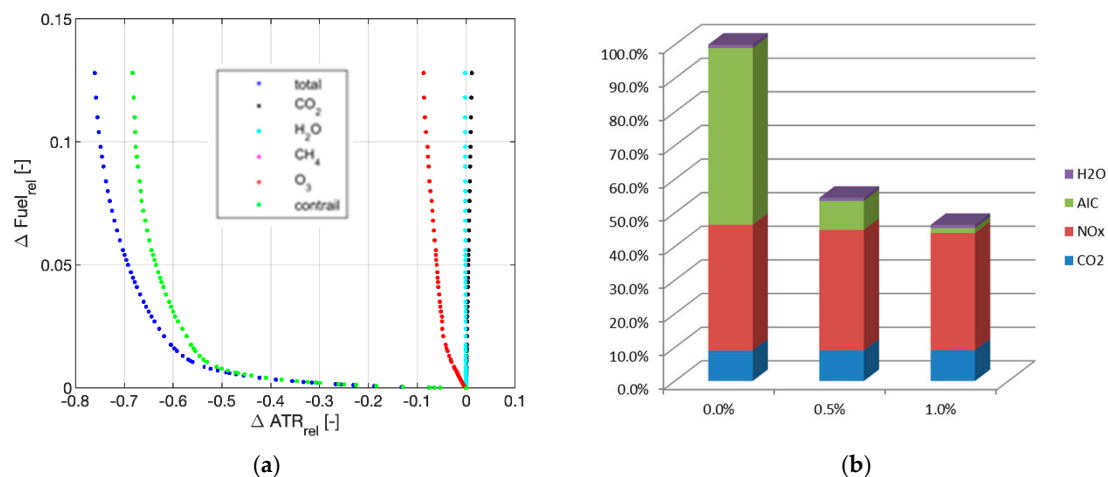 0.15
0.1
0.05
0
Δ Fuel_rel [-]
total
CO₂
H₂O
CH₄
O₃
contrail
-0.8 -0.7 -0.6 -0.5 -0.4 -0.3 -0.2 -0.1 0 0.1
Δ ATR_rel [-]
(a)
100.0%
90.0%
80.0%
70.0%
60.0%
50.0%
40.0%
30.0%
20.0%
10.0%
0.0%
0.0% 0.5% 1.0%
H2O
AIC
NOx
CO2
(b)